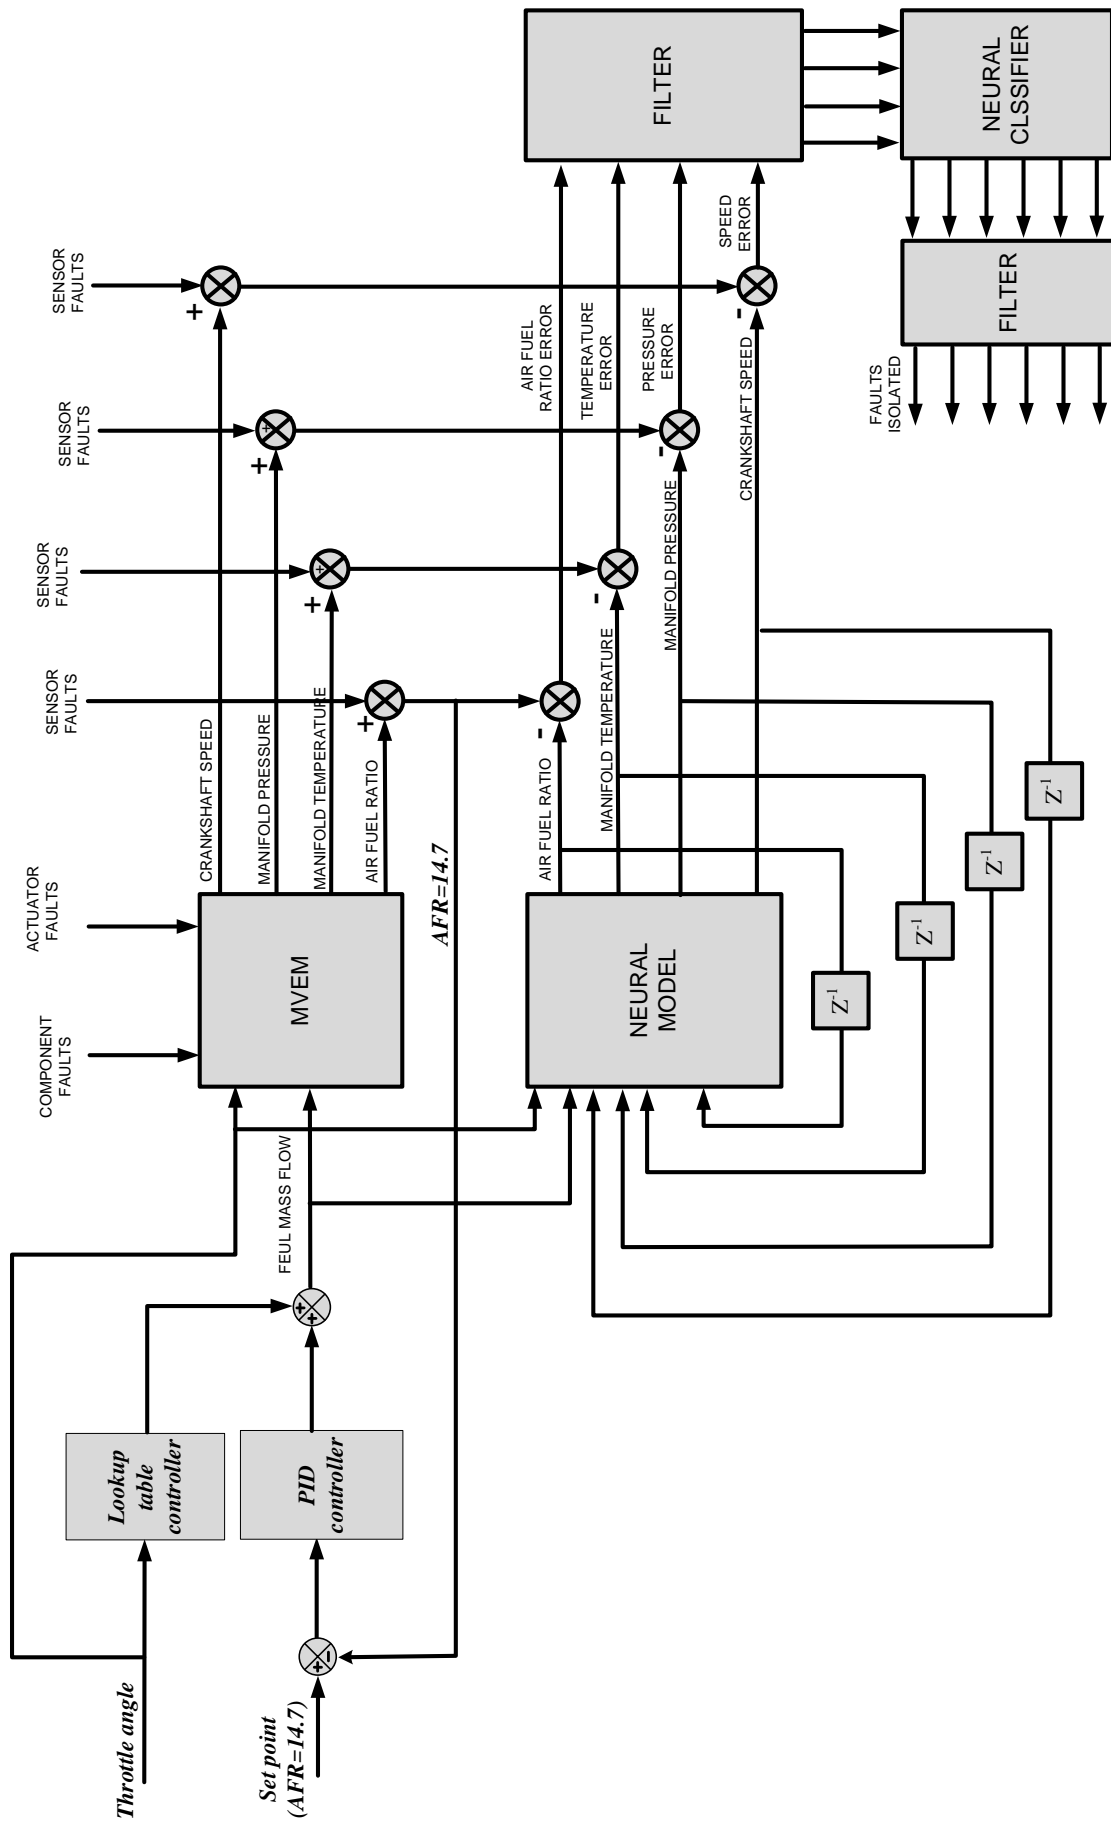 COMPONENT
FAULTS
ACTUATOR
FAULTS
SENSOR
FAULTS
SENSOR
FAULTS
SENSOR
FAULTS
SENSOR
FAULTS
Throttle angle
Lookup
table
controller
Set point
(AFR=14.7)
+
-
PID
controller
+
+
FEUL MASS FLOW
MVEM
CRANKSHAFT SPEED
MANIFOLD PRESSURE
MANIFOLD TEMPERATURE
AIR FUEL RATIO
+
+
+
+
+
+
AFR=14.7
NEURAL
MODEL
AIR FUEL RATIO
MANIFOLD TEMPERATURE
MANIFOLD PRESSURE
CRANKSHAFT SPEED
-
-
-
-
AIR FUEL
RATIO ERROR
TEMPERATURE
ERROR
PRESSURE
ERROR
SPEED
ERROR
FILTER
Z-1
Z-1
Z-1
Z-1
NEURAL
CLSSIFIER
FILTER
FAULTS
ISOLATED